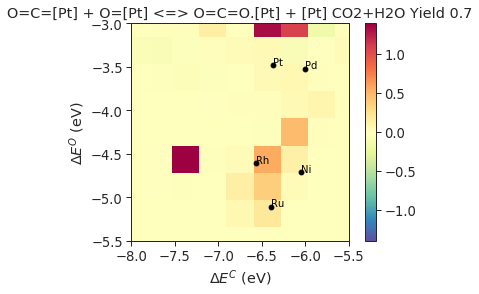 O=C=[Pt] + O=[Pt] <=> O=C=O.[Pt] + [Pt] CO2+H2O Yield 0.7
−3.0
−3.5
−4.0
−4.5
−5.0
−5.5
ΔE^O (eV)
Pt
Pd
Rh
Ni
Ru
−8.0 −7.5 −7.0 −6.5 −6.0 −5.5
ΔE^C (eV)
1.0
0.5
0.0
−0.5
−1.0